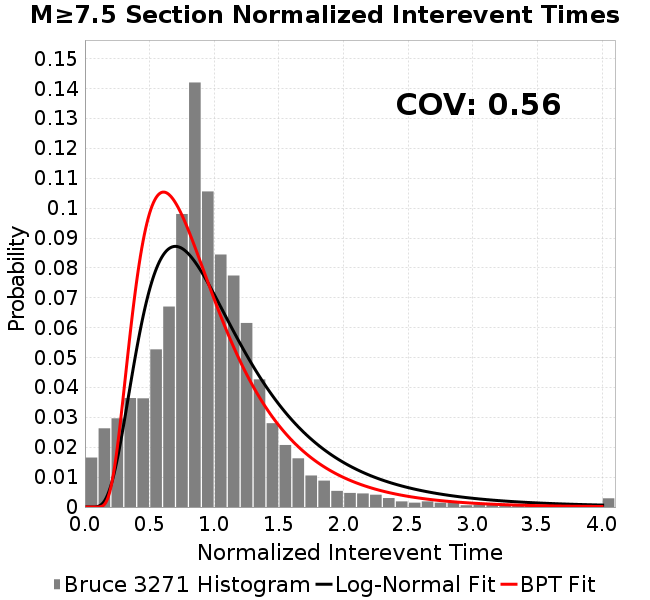 M≥7.5 Section Normalized Interevent Times
COV: 0.56
Probability
0.15
0.14
0.13
0.12
0.11
0.1
0.09
0.08
0.07
0.06
0.05
0.04
0.03
0.02
0.01
0
0.0 0.5 1.0 1.5 2.0 2.5 3.0 3.5 4.0
Normalized Interevent Time
Bruce 3271 Histogram Log-Normal Fit BPT Fit